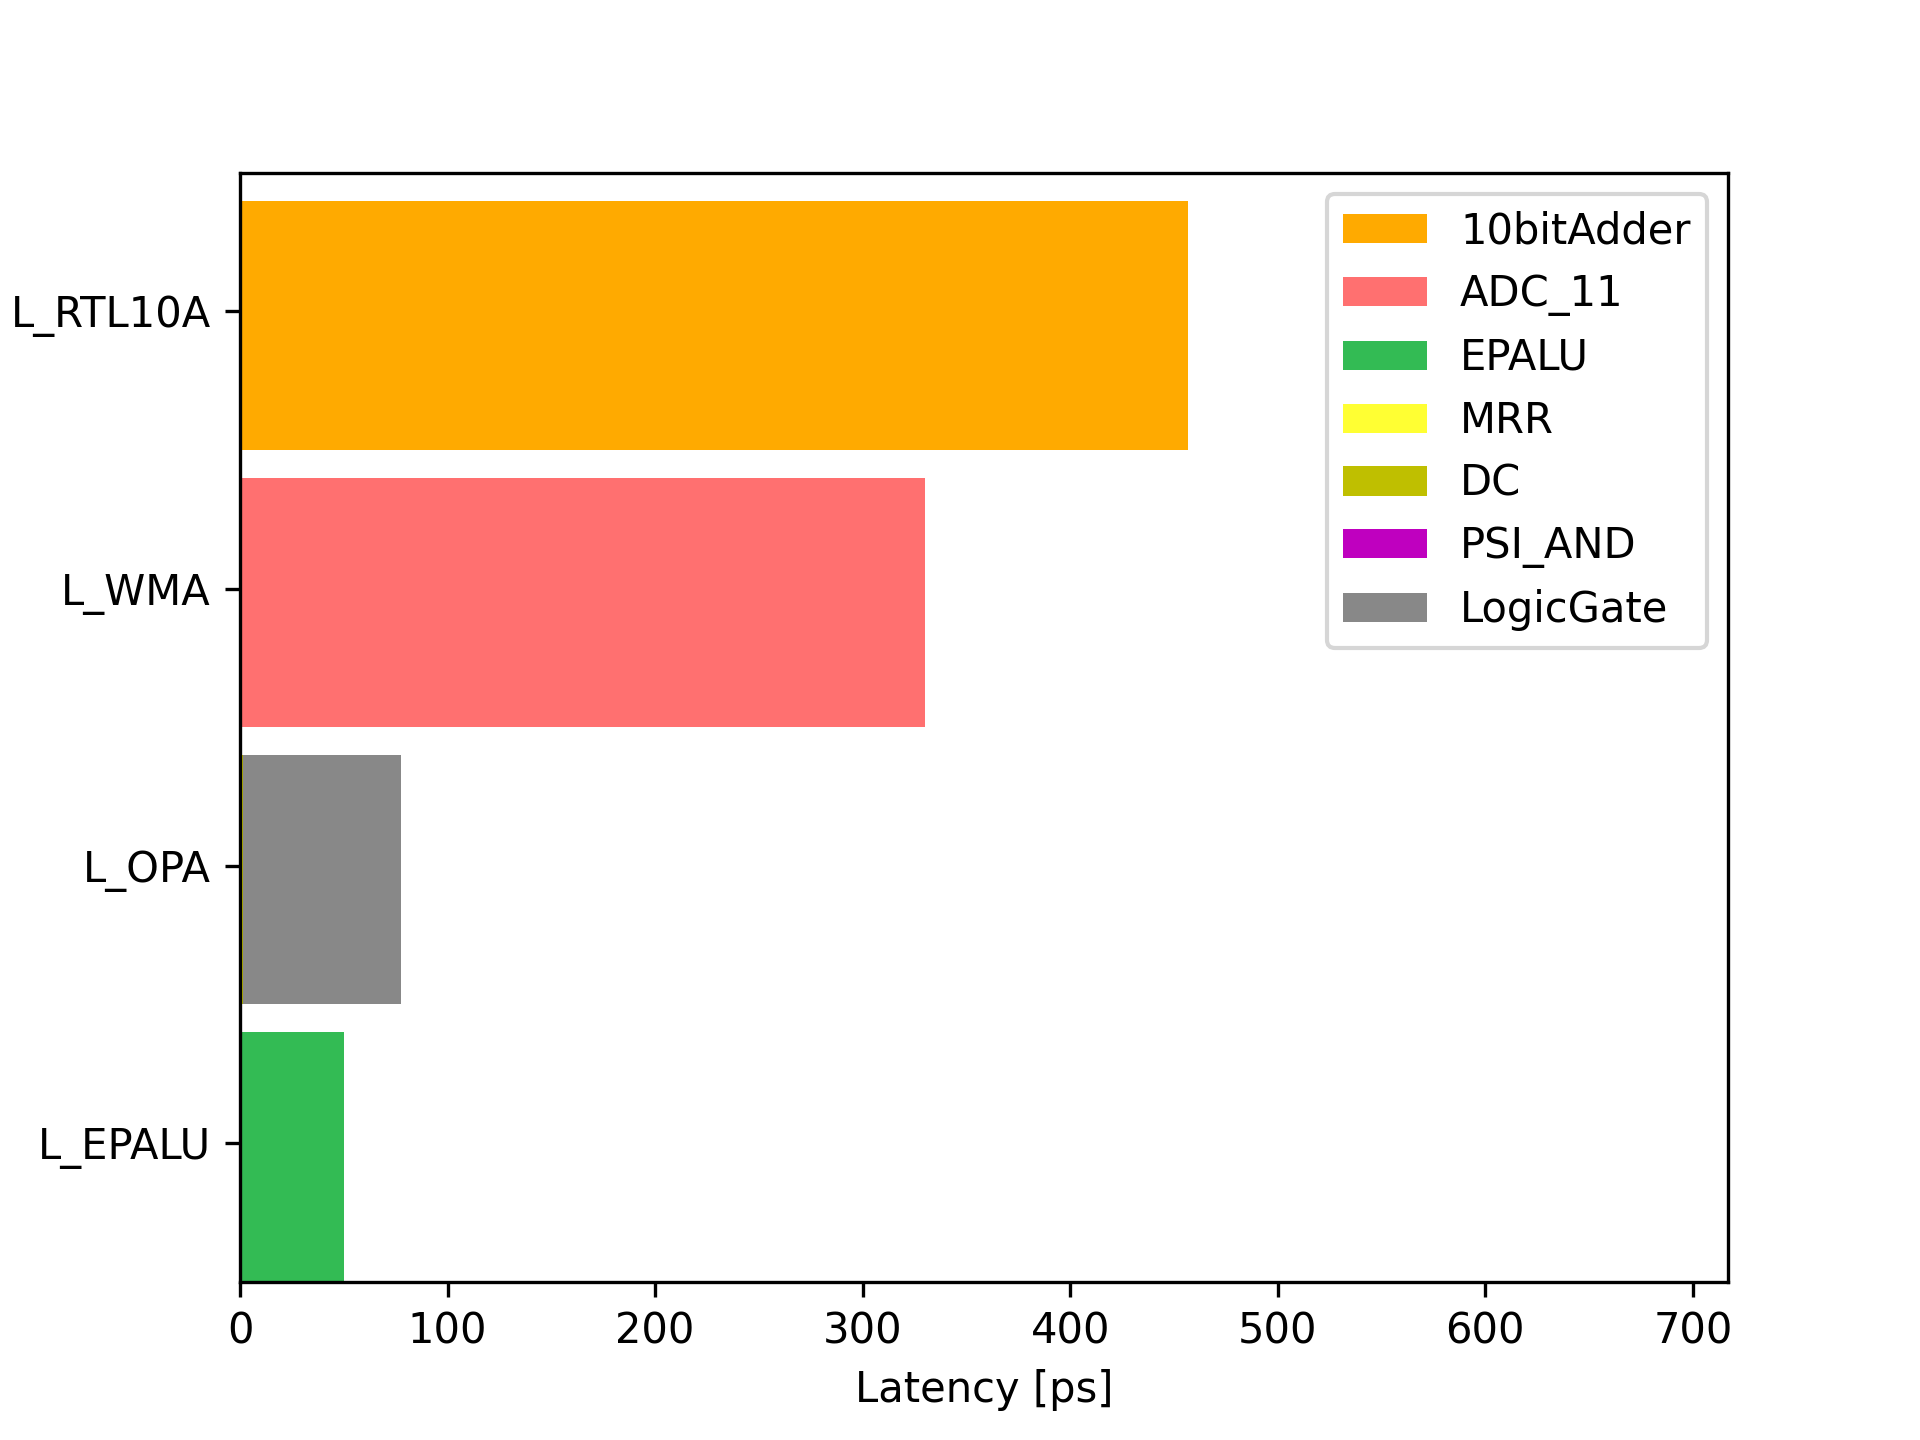 L_RTL10A
L_WMA
L_OPA
L_EPALU
10bitAdder
ADC_11
EPALU
MRR
DC
PSI_AND
LogicGate
0 100 200 300 400 500 600 700
Latency [ps]